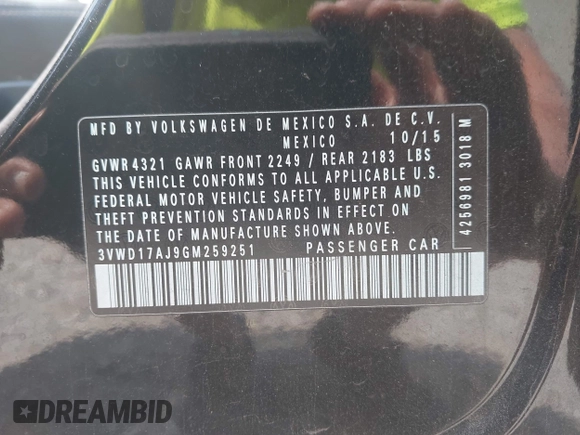 MFD BY VOLKSWAGEN DE MEXICO S.A. DE C.V.
MEXICO 10/15
GVWR 4321 GAWR FRONT 2249 / REAR 2183 LBS
THIS VEHICLE CONFORMS TO ALL APPLICABLE U.S.
FEDERAL MOTOR VEHICLE SAFETY, BUMPER AND
THEFT PREVENTION STANDARDS IN EFFECT ON
THE DATE OF MANUFACTURE SHOWN ABOVE.
3VWD17AJ9GM259251 PASSENGER CAR
4256981 3018 M
DREAMBID